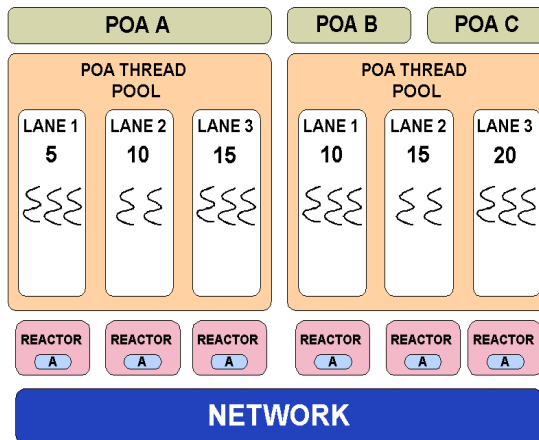 POA A
POA B
POA C
POA THREAD
POOL
LANE 1
5
LANE 2
10
LANE 3
15
POA THREAD
POOL
LANE 1
10
LANE 2
15
LANE 3
20
REACTOR
A
REACTOR
A
REACTOR
A
REACTOR
A
REACTOR
A
REACTOR
A
NETWORK